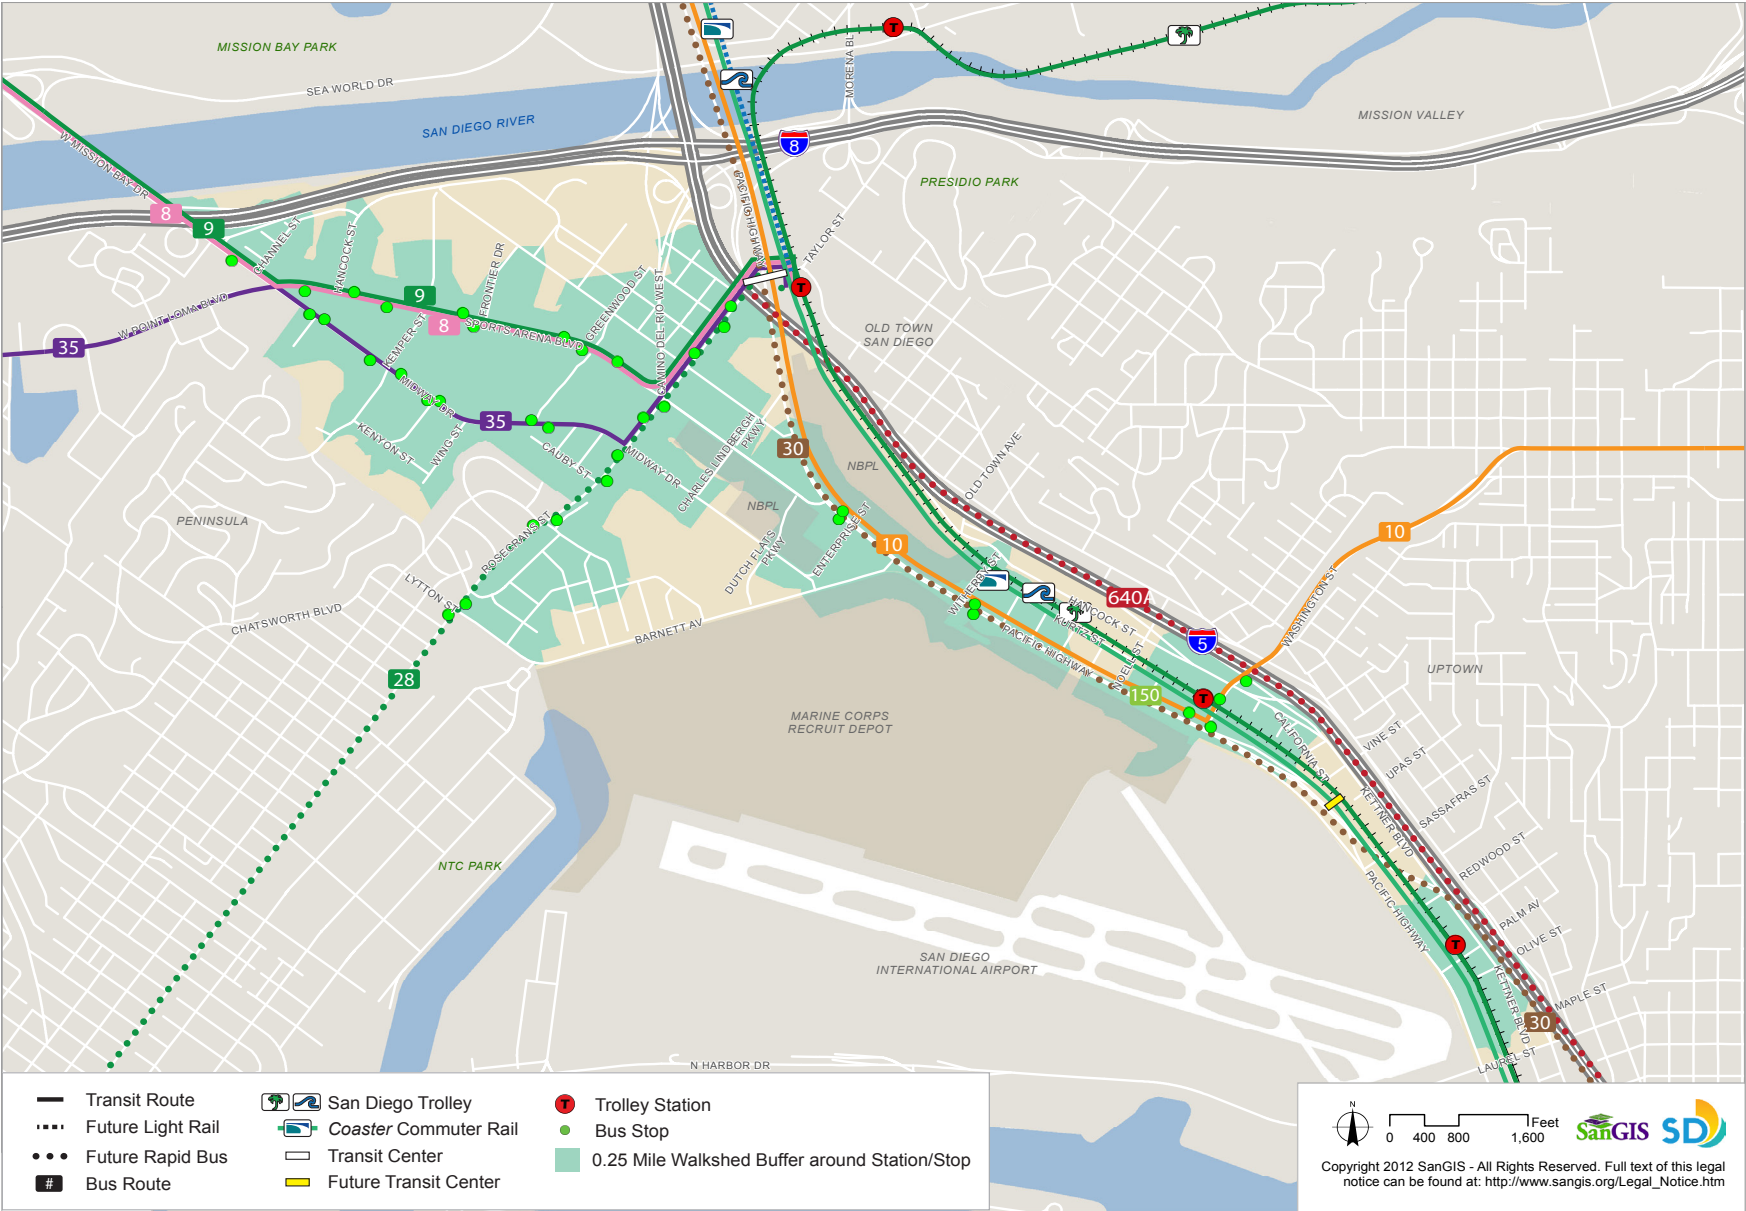 MISSION BAY PARK
SEA WORLD DR
SAN DIEGO RIVER
MORENA BL
8
MISSION VALLEY
PRESIDIO PARK
W MISSION BAY DR
8
9
CHANNEL ST
HANCOCK ST
FRONTIER DR
GREENWOOD ST
CAMINO DEL RIO WEST
PACIFIC HIGHWAY
TAYLOR ST
T
T
9
8
SPORTS ARENA BLVD
W POINT LOMA BLVD
35
KEMPER ST
MIDWAY DR
35
KENYON ST
WING ST
CAUBY ST
MIDWAY DR
CHARLES LINDBERGH
PKWY
OLD TOWN
SAN DIEGO
30
NBPL
NBPL
OLD TOWN AVE
PENINSULA
ROSECRANS ST
DUTCH FLATS
PKWY
ENTERPRISE ST
10
10
WITHERBY ST
640A
HANCOCK ST
KURTZ ST
PACIFIC HIGHWAY
NOELL ST
150
5
WASHINGTON ST
T
UPTOWN
LYTTON ST
CHATSWORTH BLVD
BARNETT AV
28
MARINE CORPS
RECRUIT DEPOT
CALIFORNIA ST
VINE ST
UPAS ST
SASSAFRAS ST
KETTNER BLVD
REDWOOD ST
PACIFIC HIGHWAY
PALM AV
OLIVE ST
T
NTC PARK
SAN DIEGO
INTERNATIONAL AIRPORT
KETTNER BLVD
MAPLE ST
30
LAUREL ST
N HARBOR DR
Transit Route
Future Light Rail
Future Rapid Bus
# Bus Route
San Diego Trolley
Coaster Commuter Rail
Transit Center
Future Transit Center
T Trolley Station
Bus Stop
0.25 Mile Walkshed Buffer around Station/Stop
N
Feet
0 400 800 1,600
SanGIS SD
Copyright 2012 SanGIS - All Rights Reserved. Full text of this legal
notice can be found at: http://www.sangis.org/Legal_Notice.htm